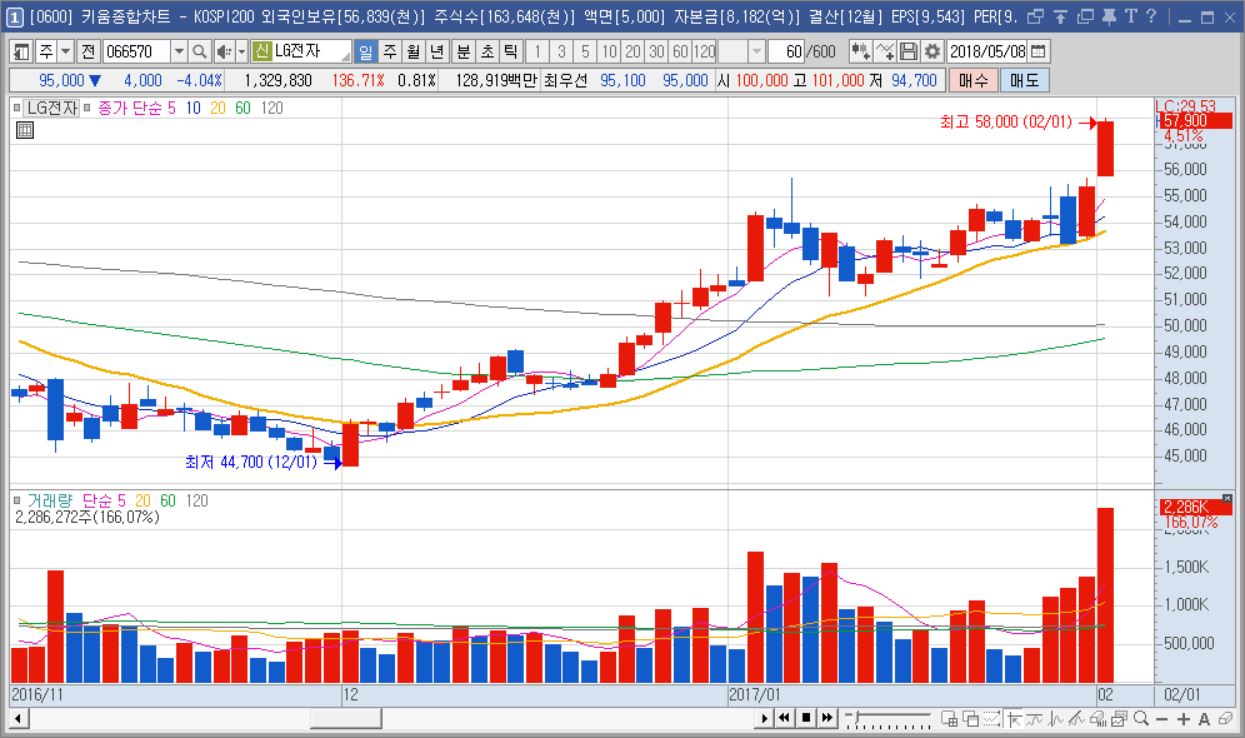 1 [0600] 키움종합차트 - KOSPI200 외국인보유[56,839(천)] 주식수[163,648(천)] 액면[5,000] 자본금[8,182(억)] 결산[12월] EPS[9,543] PER[9. T ?
주 전 066570 신 LG전자 일 주 월 년 분 초 틱 1 3 5 10 20 30 60 120 60 /600 2018/05/08
95,000 ▼ 4,000 -4.04% 1,329,830 136.71% 0.81% 128,919백만 최우선 95,100 95,000 시 100,000 고 101,000 저 94,700 매수 매도
LG전자 종가 단순 5 10 20 60 120
LC:29.53
최고 58,000 (02/01)
57,900
4.51%
57,000
56,000
55,000
54,000
53,000
52,000
51,000
50,000
49,000
48,000
47,000
46,000
최저 44,700 (12/01)
45,000
거래량 단순 5 20 60 120
2,286,272주(166.07%)
2,286K
166.07%
1,500K
1,000K
500,000
2016/11 12 2017/01 02 02/01
A